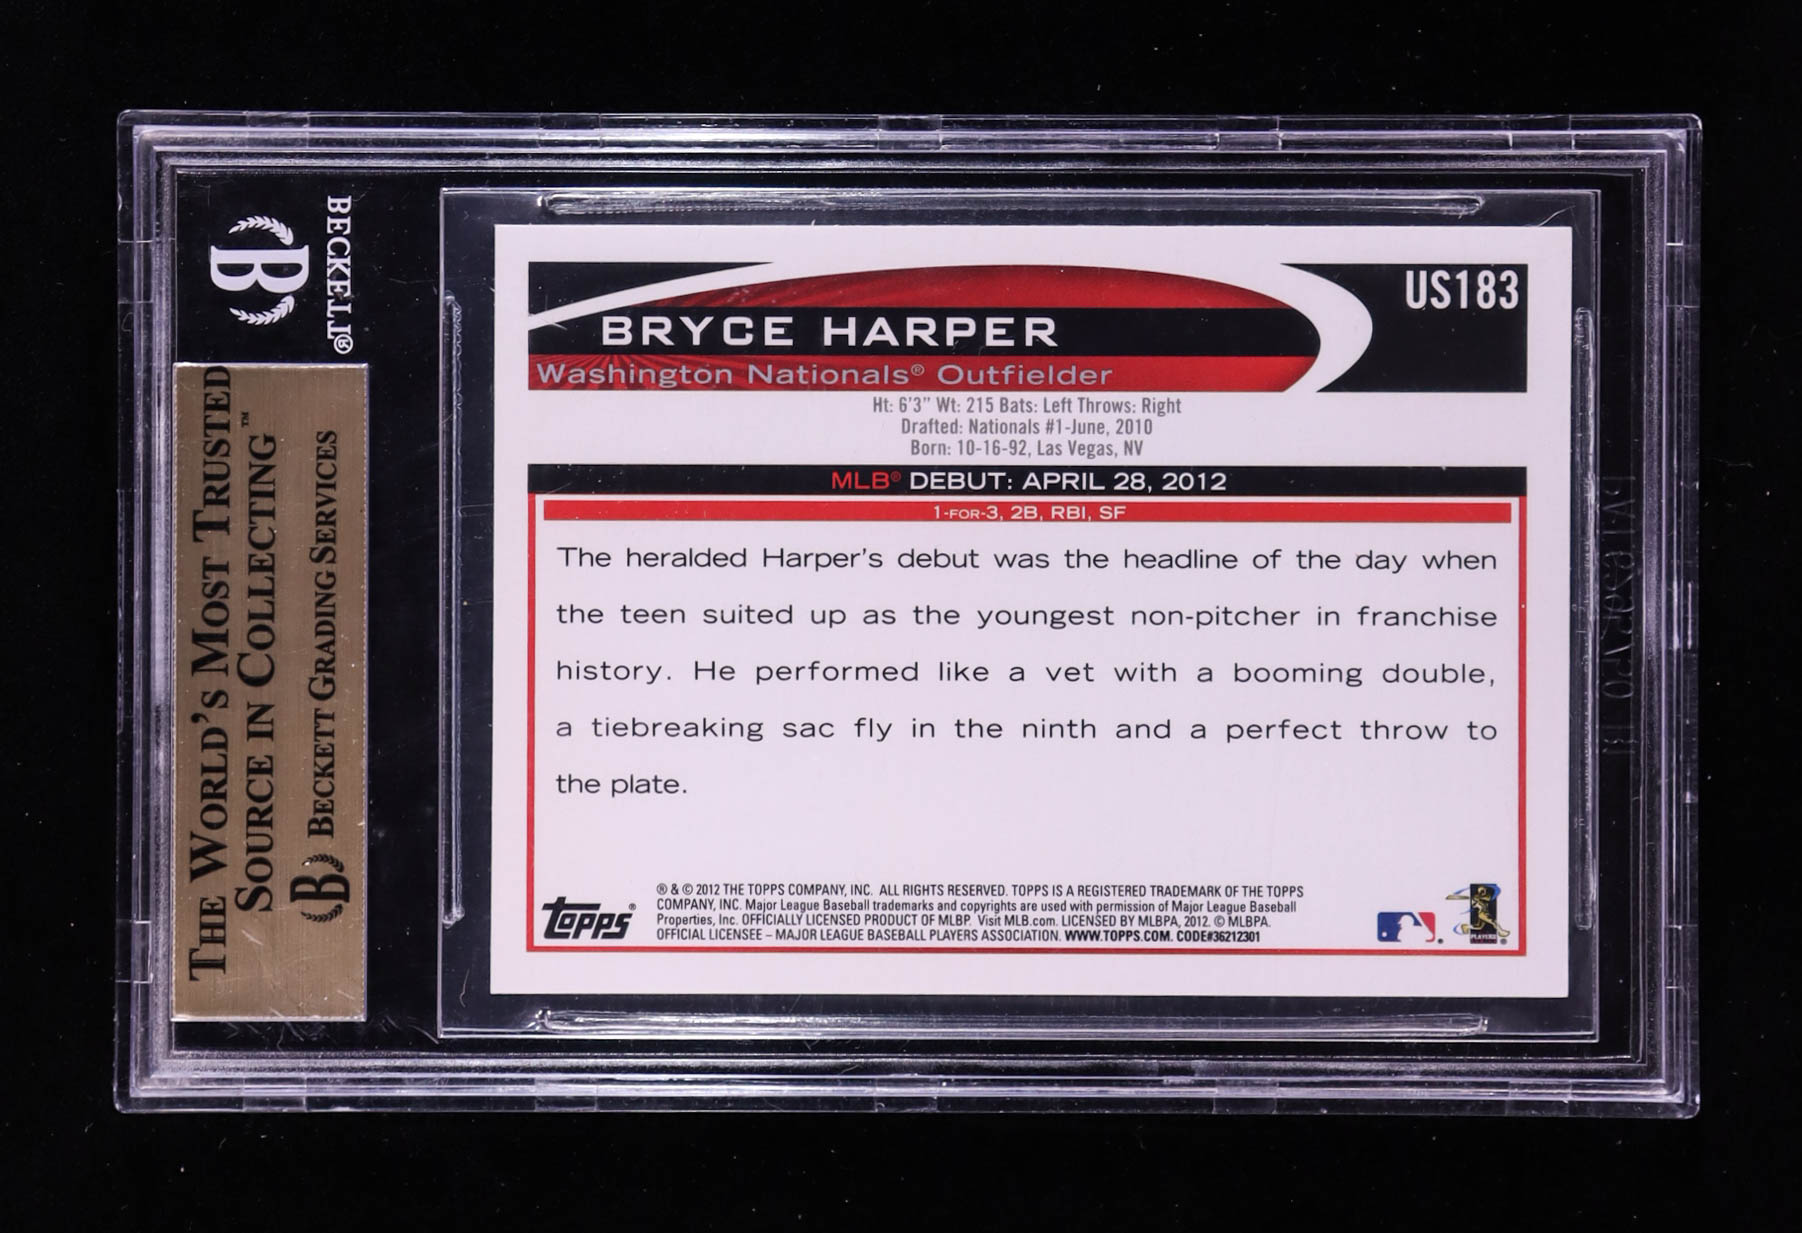 BECKETT®
B
THE WORLD'S MOST TRUSTED
SOURCE IN COLLECTING™
B BECKETT GRADING SERVICES
US183
BRYCE HARPER
Washington Nationals® Outfielder
Ht: 6'3" Wt: 215 Bats: Left Throws: Right
Drafted: Nationals #1-June, 2010
Born: 10-16-92, Las Vegas, NV
MLB® DEBUT: APRIL 28, 2012
1-FOR-3, 2B, RBI, SF
The heralded Harper's debut was the headline of the day when
the teen suited up as the youngest non-pitcher in franchise
history. He performed like a vet with a booming double,
a tiebreaking sac fly in the ninth and a perfect throw to
the plate.
topps®
® & © 2012 THE TOPPS COMPANY, INC. ALL RIGHTS RESERVED. TOPPS IS A REGISTERED TRADEMARK OF THE TOPPS
COMPANY, INC. Major League Baseball trademarks and copyrights are used with permission of Major League Baseball
Properties, Inc. OFFICIALLY LICENSED PRODUCT OF MLBP. Visit MLB.com. LICENSED BY MLBPA, 2012. © MLBPA.
OFFICIAL LICENSEE – MAJOR LEAGUE BASEBALL PLAYERS ASSOCIATION. WWW.TOPPS.COM. CODE#36212301
PLAYERS